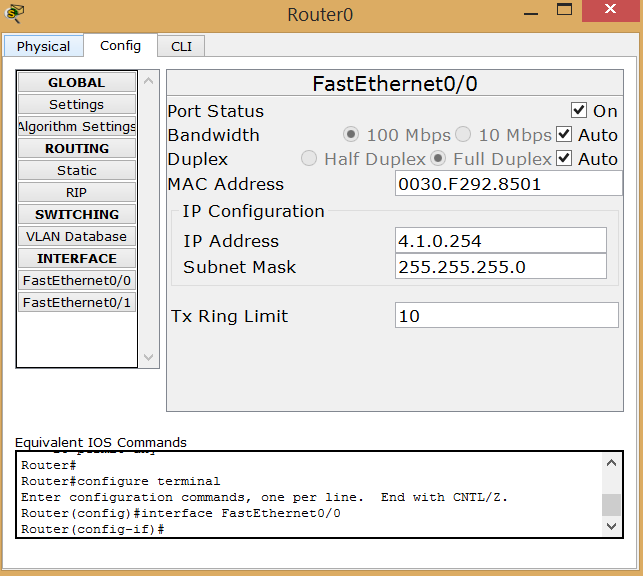 Router0
Physical Config CLI
GLOBAL
Settings
Algorithm Settings
ROUTING
Static
RIP
SWITCHING
VLAN Database
INTERFACE
FastEthernet0/0
FastEthernet0/1
FastEthernet0/0
Port Status On
Bandwidth 100 Mbps 10 Mbps Auto
Duplex Half Duplex Full Duplex Auto
MAC Address 0030.F292.8501
IP Configuration
IP Address 4.1.0.254
Subnet Mask 255.255.255.0
Tx Ring Limit 10
Equivalent IOS Commands
Router#
Router#configure terminal
Enter configuration commands, one per line. End with CNTL/Z.
Router(config)#interface FastEthernet0/0
Router(config-if)#